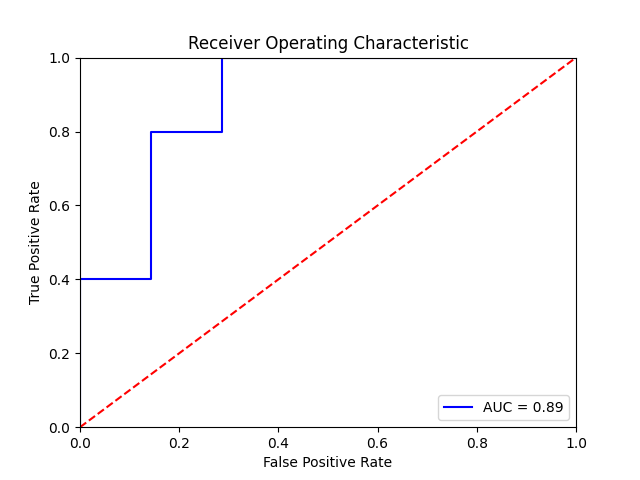 Receiver Operating Characteristic
True Positive Rate
1.0
0.8
0.6
0.4
0.2
0.0
AUC = 0.89
0.0 0.2 0.4 0.6 0.8 1.0
False Positive Rate